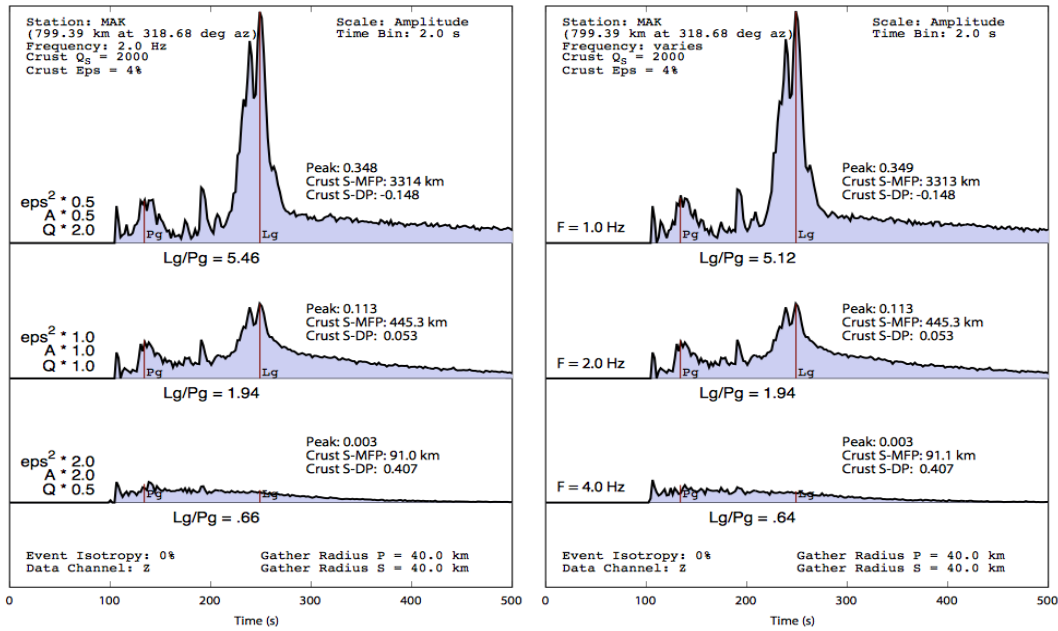 Station: MAK
(799.39 km at 318.68 deg az)
Frequency: 2.0 Hz
Crust Qs = 2000
Crust Eps = 4%
Scale: Amplitude
Time Bin: 2.0 s
Peak: 0.348
Crust S-MFP: 3314 km
Crust S-DP: -0.148
eps² * 0.5
A * 0.5
Q * 2.0
Pg
Lg
Lg/Pg = 5.46
Peak: 0.113
Crust S-MFP: 445.3 km
Crust S-DP: 0.053
eps² * 1.0
A * 1.0
Q * 1.0
Pg
Lg
Lg/Pg = 1.94
Peak: 0.003
Crust S-MFP: 91.0 km
Crust S-DP: 0.407
eps² * 2.0
A * 2.0
Q * 0.5
Pg
Lg
Lg/Pg = .66
Event Isotropy: 0%
Data Channel: Z
Gather Radius P = 40.0 km
Gather Radius S = 40.0 km
0 100 200 300 400 500
Time (s)
Station: MAK
(799.39 km at 318.68 deg az)
Frequency: varies
Crust Qs = 2000
Crust Eps = 4%
Scale: Amplitude
Time Bin: 2.0 s
Peak: 0.349
Crust S-MFP: 3313 km
Crust S-DP: -0.148
F = 1.0 Hz
Pg
Lg
Lg/Pg = 5.12
Peak: 0.113
Crust S-MFP: 445.3 km
Crust S-DP: 0.053
F = 2.0 Hz
Pg
Lg
Lg/Pg = 1.94
Peak: 0.003
Crust S-MFP: 91.1 km
Crust S-DP: 0.407
F = 4.0 Hz
Pg
Lg
Lg/Pg = .64
Event Isotropy: 0%
Data Channel: Z
Gather Radius P = 40.0 km
Gather Radius S = 40.0 km
0 100 200 300 400 500
Time (s)